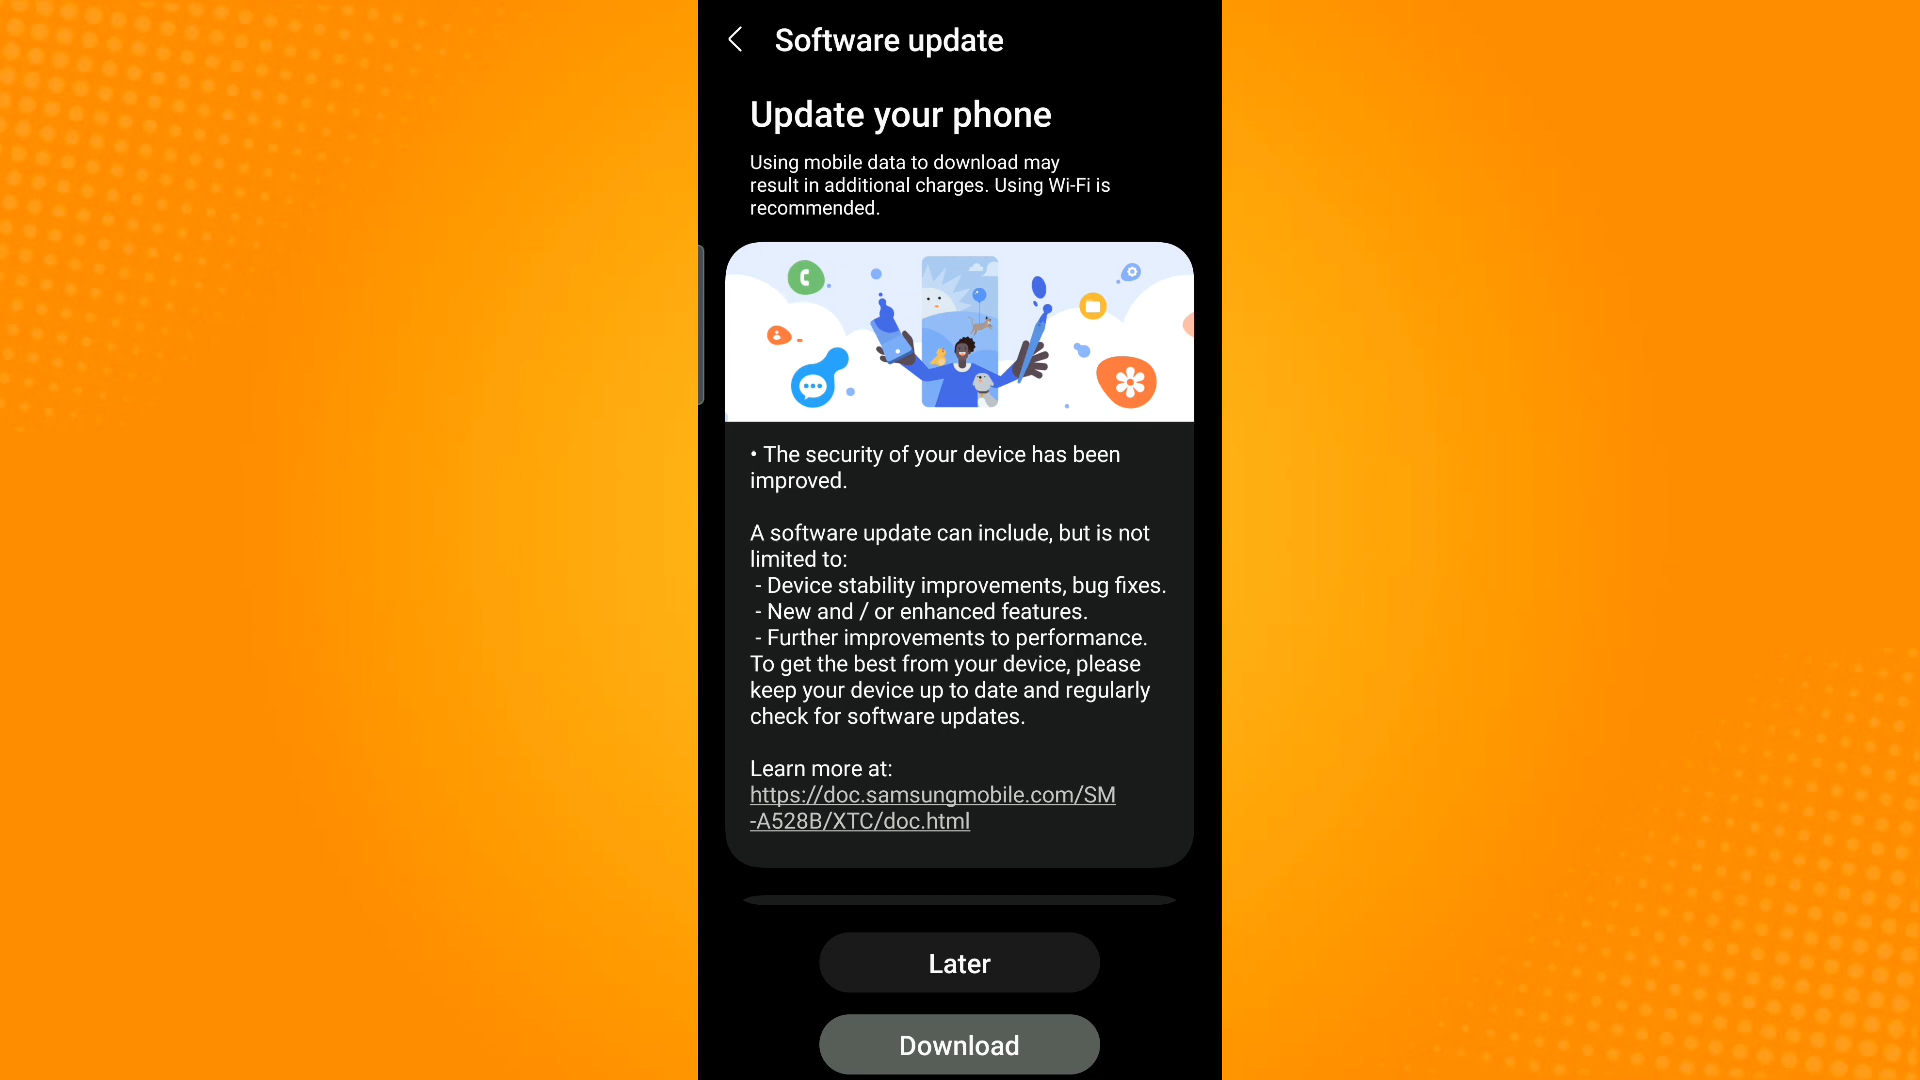 Software update
Update your phone
Using mobile data to download may
result in additional charges. Using Wi-Fi is
recommended.
• The security of your device has been
improved.
A software update can include, but is not
limited to:
- Device stability improvements, bug fixes.
- New and / or enhanced features.
- Further improvements to performance.
To get the best from your device, please
keep your device up to date and regularly
check for software updates.
Learn more at:
https://doc.samsungmobile.com/SM
-A528B/XTC/doc.html
Later
Download